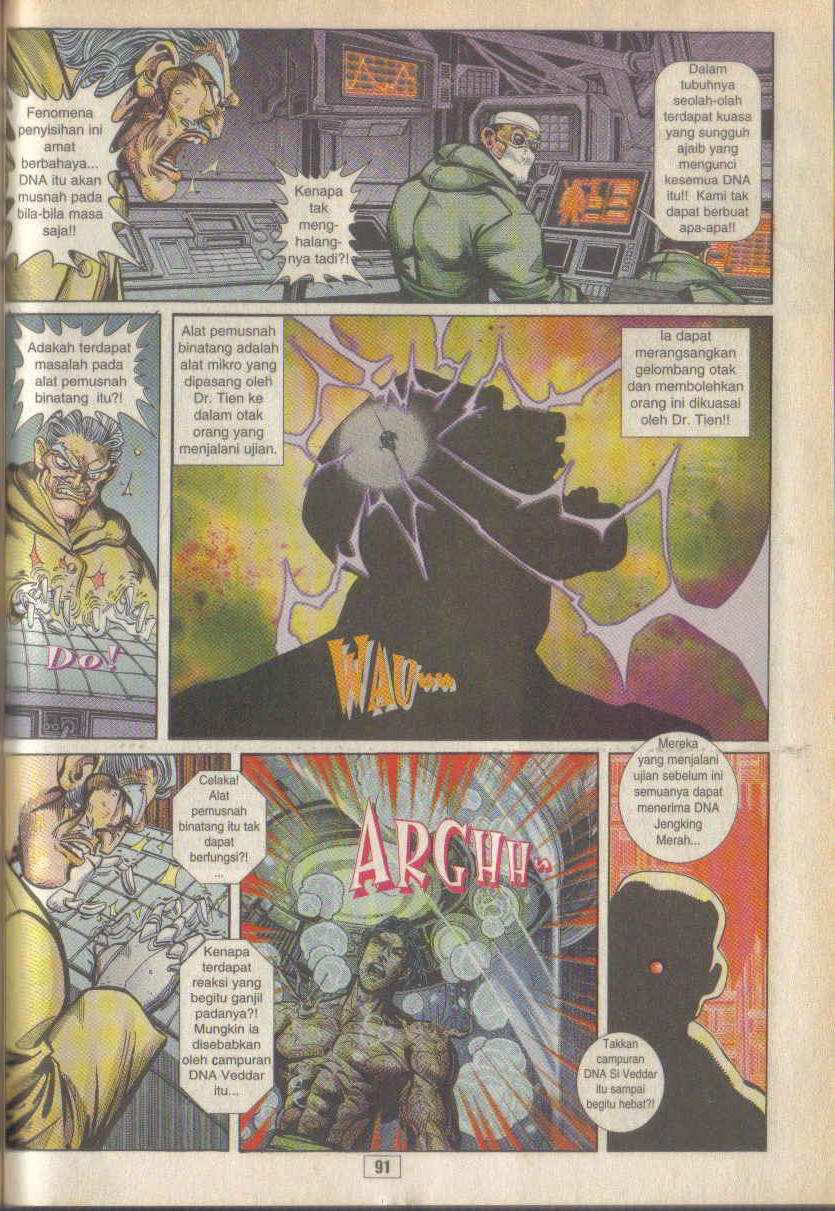 Fenomena
penyisihan ini
amat
berbahaya...
DNA itu akan
musnah pada
bila-bila masa
saja!!
Kenapa
tak
meng-
halang-
nya tadi?!
Dalam
tubuhnya
seolah-olah
terdapat kuasa
yang sungguh
ajaib yang
mengunci
kesemua DNA
itu!! Kami tak
dapat berbuat
apa-apa!!
Adakah terdapat
masalah pada
alat pemusnah
binatang itu?!
Do!
Alat pemusnah
binatang adalah
alat mikro yang
dipasang oleh
Dr. Tien ke
dalam otak
orang yang
menjalani ujian.
Ia dapat
merangsangkan
gelombang otak
dan membolehkan
orang ini dikuasai
oleh Dr. Tien!!
WAU
Celaka!
Alat
pemusnah
binatang itu tak
dapat
berfungsi?!
...
Kenapa
terdapat
reaksi yang
begitu ganjil
padanya?!
Mungkin ia
disebabkan
oleh campuran
DNA Veddar
itu...
ARGHH
Mereka
yang menjalani
ujian sebelum ini
semuanya dapat
menerima DNA
Jengking
Merah...
Takkan
campuran
DNA Si Veddar
itu sampai
begitu hebat?!
91